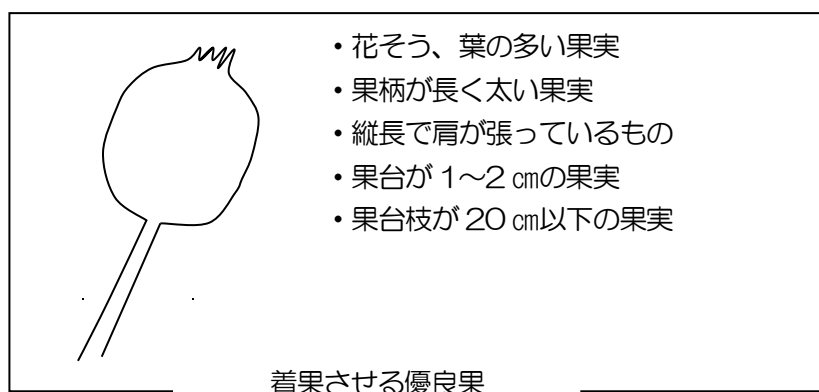 ・花そう、葉の多い果実
・果柄が長く太い果実
・縦長で肩が張っているもの
・果台が 1～2 ㎝の果実
・果台枝が 20 ㎝以下の果実
着果させる優良果